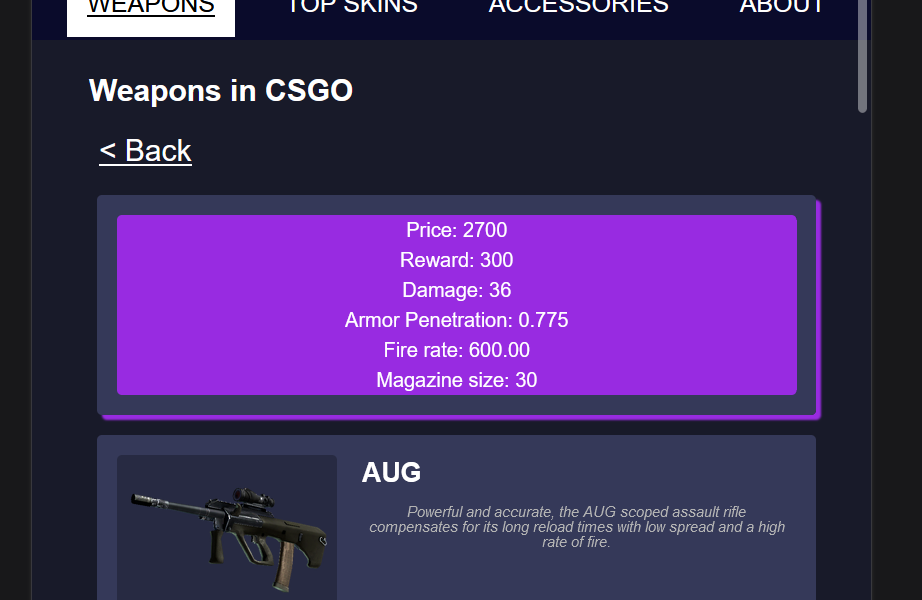 WEAPONS TOP SKINS ACCESSORIES ABOUT
Weapons in CSGO
< Back
Price: 2700
Reward: 300
Damage: 36
Armor Penetration: 0.775
Fire rate: 600.00
Magazine size: 30
AUG
Powerful and accurate, the AUG scoped assault rifle
compensates for its long reload times with low spread and a high
rate of fire.